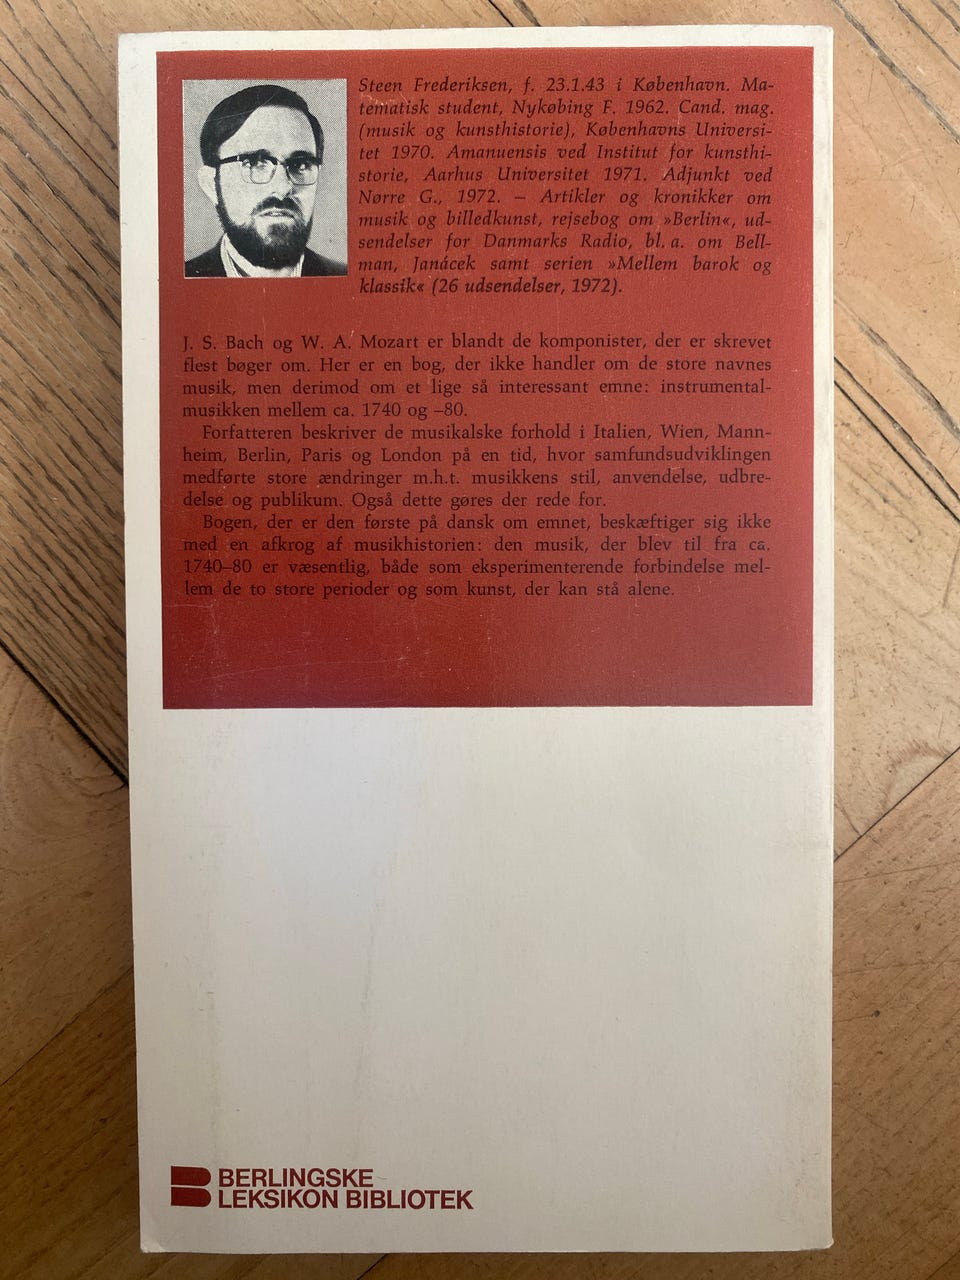 Steen Frederiksen, f. 23.1.43 i København. Ma-
tematisk student, Nykøbing F. 1962. Cand. mag.
(musik og kunsthistorie), Københavns Universi-
tet 1970. Amanuensis ved Institut for kunsthi-
storie, Aarhus Universitet 1971. Adjunkt ved
Nørre G., 1972. – Artikler og kronikker om
musik og billedkunst, rejsebog om »Berlin«, ud-
sendelser for Danmarks Radio, bl. a. om Bell-
man, Janácek samt serien »Mellem barok og
klassik« (26 udsendelser, 1972).
J. S. Bach og W. A. Mozart er blandt de komponister, der er skrevet
flest bøger om. Her er en bog, der ikke handler om de store navnes
musik, men derimod om et lige så interessant emne: instrumental-
musikken mellem ca. 1740 og –80.
Forfatteren beskriver de musikalske forhold i Italien, Wien, Mann-
heim, Berlin, Paris og London på en tid, hvor samfundsudviklingen
medførte store ændringer m.h.t. musikkens stil, anvendelse, udbre-
delse og publikum. Også dette gøres der rede for.
Bogen, der er den første på dansk om emnet, beskæftiger sig ikke
med en afkrog af musikhistorien: den musik, der blev til fra ca.
1740–80 er væsentlig, både som eksperimenterende forbindelse mel-
lem de to store perioder og som kunst, der kan stå alene.
BERLINGSKE
LEKSIKON BIBLIOTEK